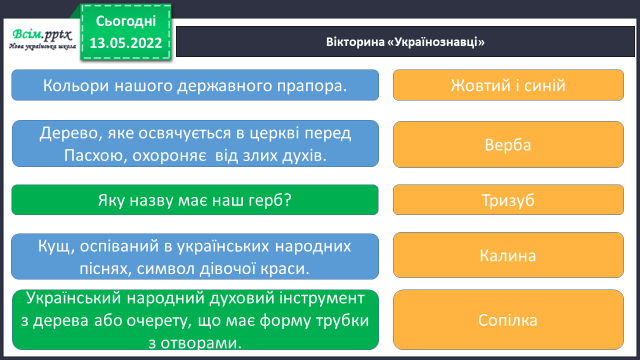 Всім.pptx
Нова українська школа
Сьогодні
13.05.2022
Вікторина «Українознавці»
Кольори нашого державного прапора.
Жовтий і синій
Дерево, яке освячується в церкві перед
Пасхою, охороняє від злих духів.
Верба
Яку назву має наш герб?
Тризуб
Кущ, оспіваний в українських народних
піснях, символ дівочої краси.
Калина
Український народний духовий інструмент
з дерева або очерету, що має форму трубки
з отворами.
Сопілка